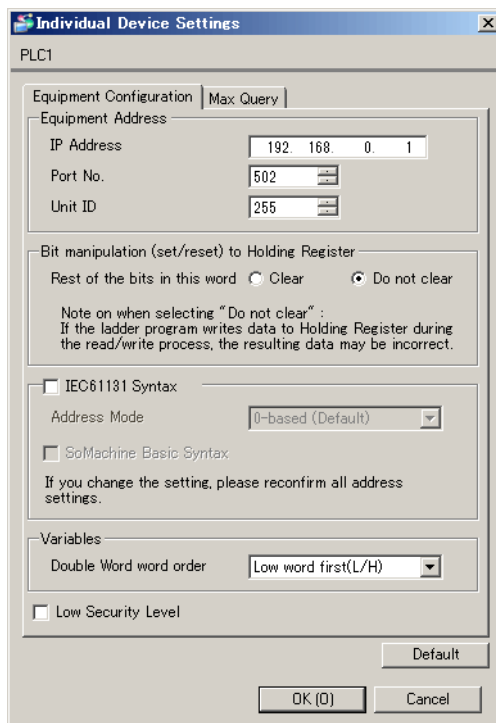 Individual Device Settings
PLC1
Equipment Configuration Max Query
Equipment Address
IP Address 192. 168. 0. 1
Port No. 502
Unit ID 255
Bit manipulation (set/reset) to Holding Register
Rest of the bits in this word Clear Do not clear
Note on when selecting "Do not clear" :
If the ladder program writes data to Holding Register during
the read/write process, the resulting data may be incorrect.
IEC61131 Syntax
Address Mode 0-based (Default)
SoMachine Basic Syntax
If you change the setting, please reconfirm all address
settings.
Variables
Double Word word order Low word first(L/H)
Low Security Level
Default
OK (O) Cancel